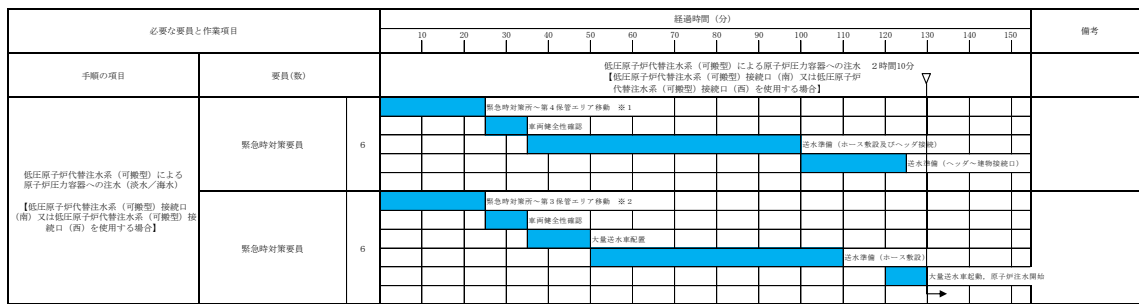 必要な要員と作業項目
経過時間（分）
備考
10 20 30 40 50 60 70 80 90 100 110 120 130 140 150
手順の項目
要員(数)
低圧原子炉代替注水系（可搬型）による原子炉圧力容器への注水　２時間10分
【低圧原子炉代替注水系（可搬型）接続口（南）又は低圧原子炉
代替注水系（可搬型）接続口（西）を使用する場合】
低圧原子炉代替注水系（可搬型）による
原子炉圧力容器への注水（淡水／海水）
【低圧原子炉代替注水系（可搬型）接続口
（南）又は低圧原子炉代替注水系（可搬型）接
続口（西）を使用する場合】
緊急時対策要員
6
緊急時対策所～第４保管エリア移動　※１
車両健全性確認
送水準備（ホース敷設及びヘッダ接続）
送水準備（ヘッダ～建物接続口）
緊急時対策要員
6
緊急時対策所～第３保管エリア移動　※２
車両健全性確認
大量送水車配置
送水準備（ホース敷設）
大量送水車起動，原子炉注水開始